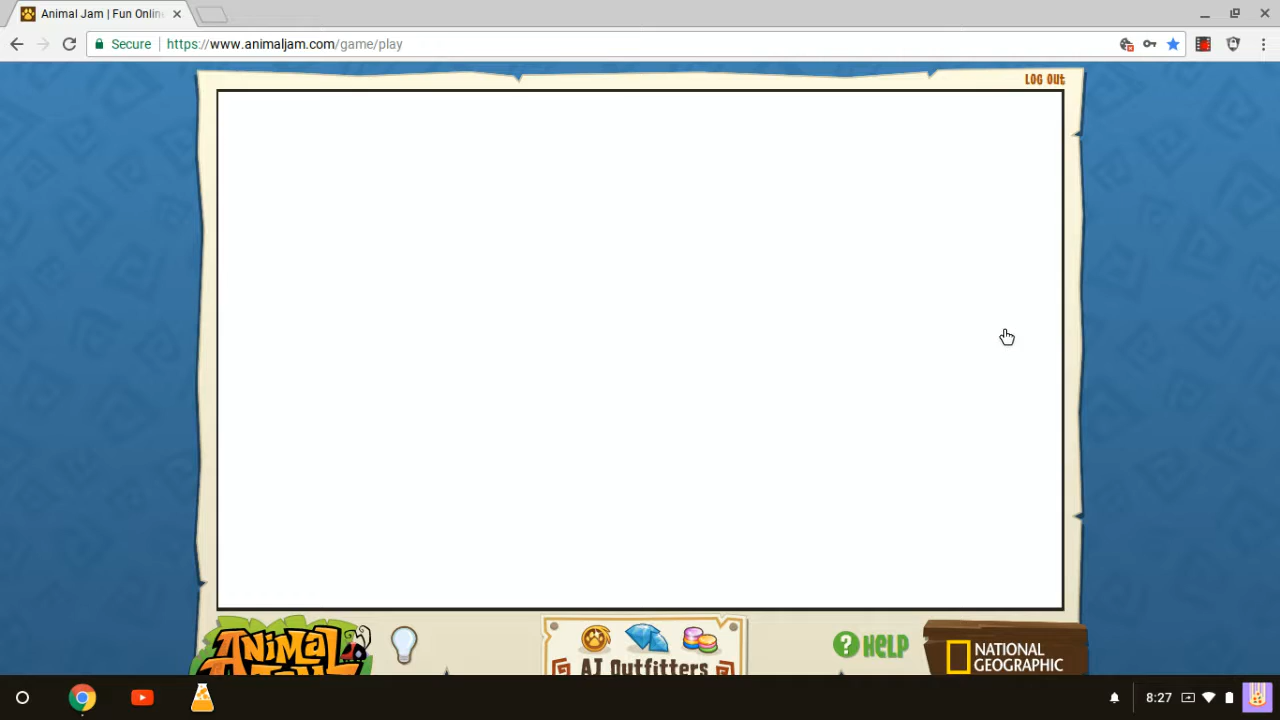 Animal Jam | Fun Onlin
Secure
https://www.animaljam.com/game/play
LOG OUT
ANIMAL
AJ Outfitters
HELP
NATIONAL
GEOGRAPHIC
8:27